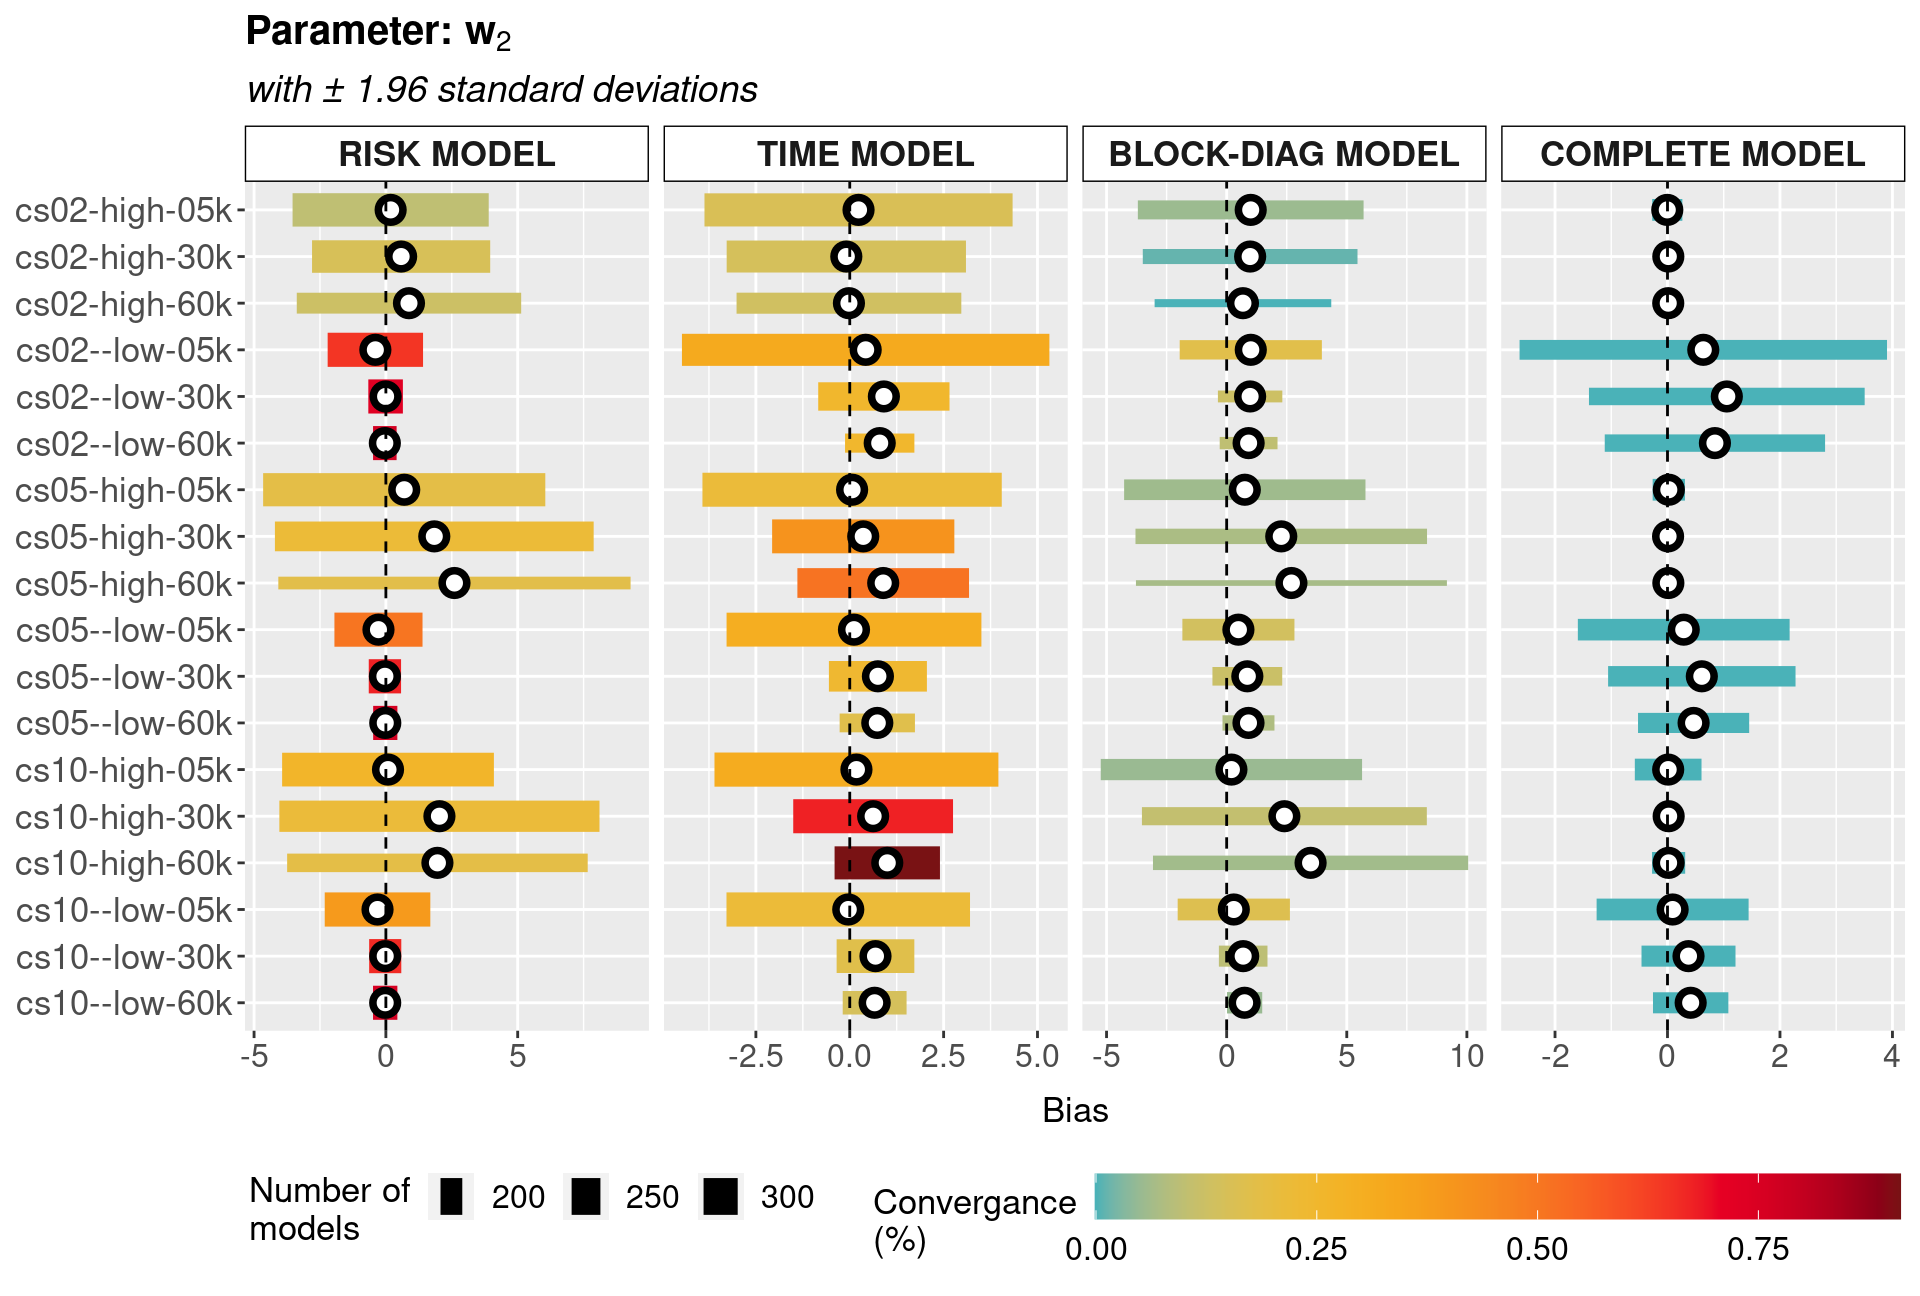 Parameter: w₂
with ± 1.96 standard deviations
RISK MODEL TIME MODEL BLOCK-DIAG MODEL COMPLETE MODEL
cs02-high-05k
cs02-high-30k
cs02-high-60k
cs02--low-05k
cs02--low-30k
cs02--low-60k
cs05-high-05k
cs05-high-30k
cs05-high-60k
cs05--low-05k
cs05--low-30k
cs05--low-60k
cs10-high-05k
cs10-high-30k
cs10-high-60k
cs10--low-05k
cs10--low-30k
cs10--low-60k
-5 0 5 -2.5 0.0 2.5 5.0 -5 0 5 10 -2 0 2 4
Bias
Number of
models
200 250 300
Convergance
(%)
0.00 0.25 0.50 0.75